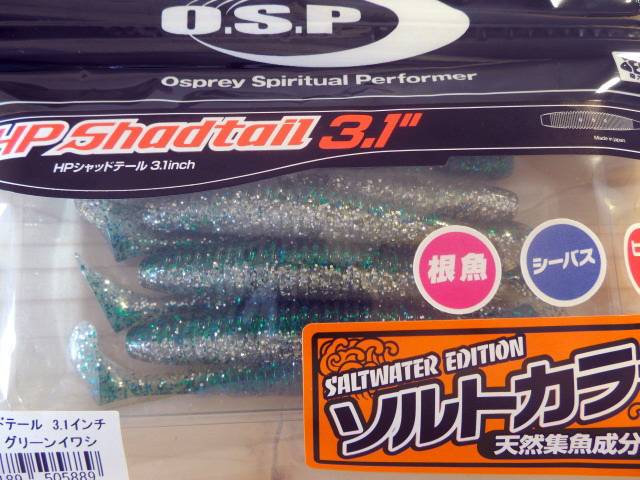 O.S.P
Osprey Spiritual Performer
HP Shadtail 3.1"
HPシャッドテール 3.1inch
Made in Japan
根魚
シーバス
SALTWATER EDITION
ソルトカラ
天然集魚成分
ドテール 3.1インチ
グリーンイワシ
505889